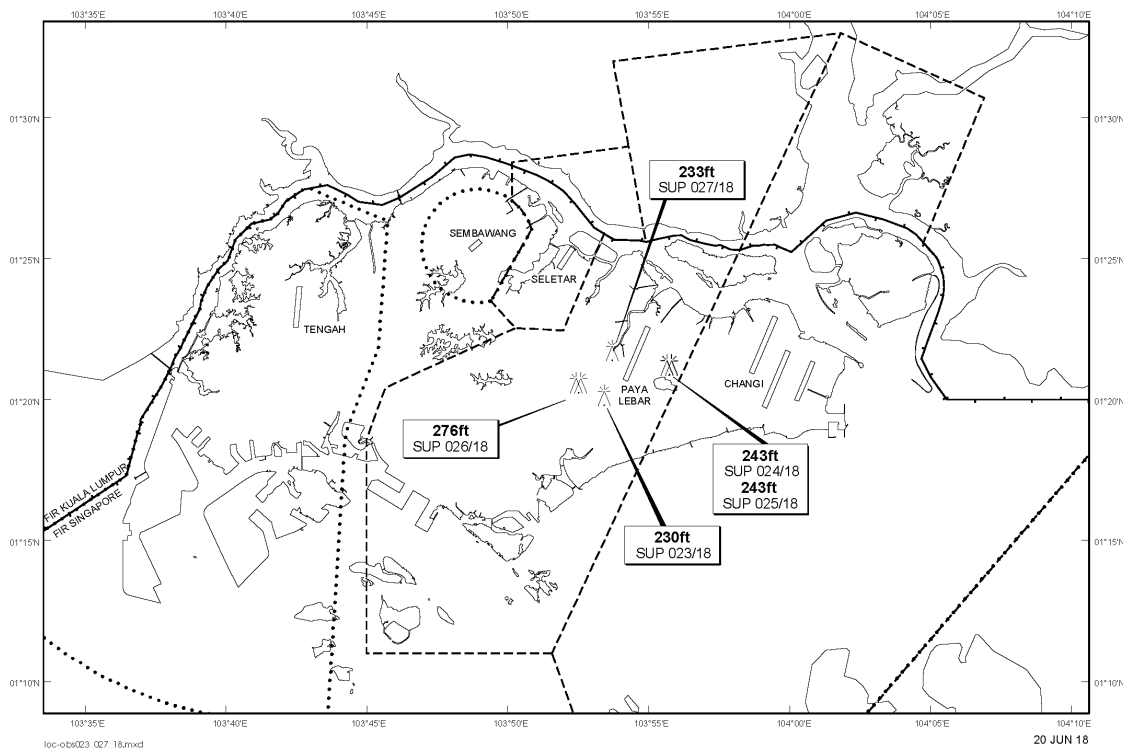 103°35'E 103°40'E 103°45'E 103°50'E 103°55'E 104°00'E 104°05'E 104°10'E
01°30'N 01°30'N
233ft
SUP 027/18
SEMBAWANG
01°25'N 01°25'N
SELETAR
TENGAH
CHANGI
PAYA
LEBAR
01°20'N 01°20'N
276ft
SUP 026/18
243ft
SUP 024/18
243ft
SUP 025/18
FIR KUALA LUMPUR
FIR SINGAPORE
230ft
SUP 023/18
01°15'N 01°15'N
01°10'N 01°10'N
103°35'E 103°40'E 103°45'E 103°50'E 103°55'E 104°00'E 104°05'E 104°10'E
loc-obs023_027_18.mxd
20 JUN 18